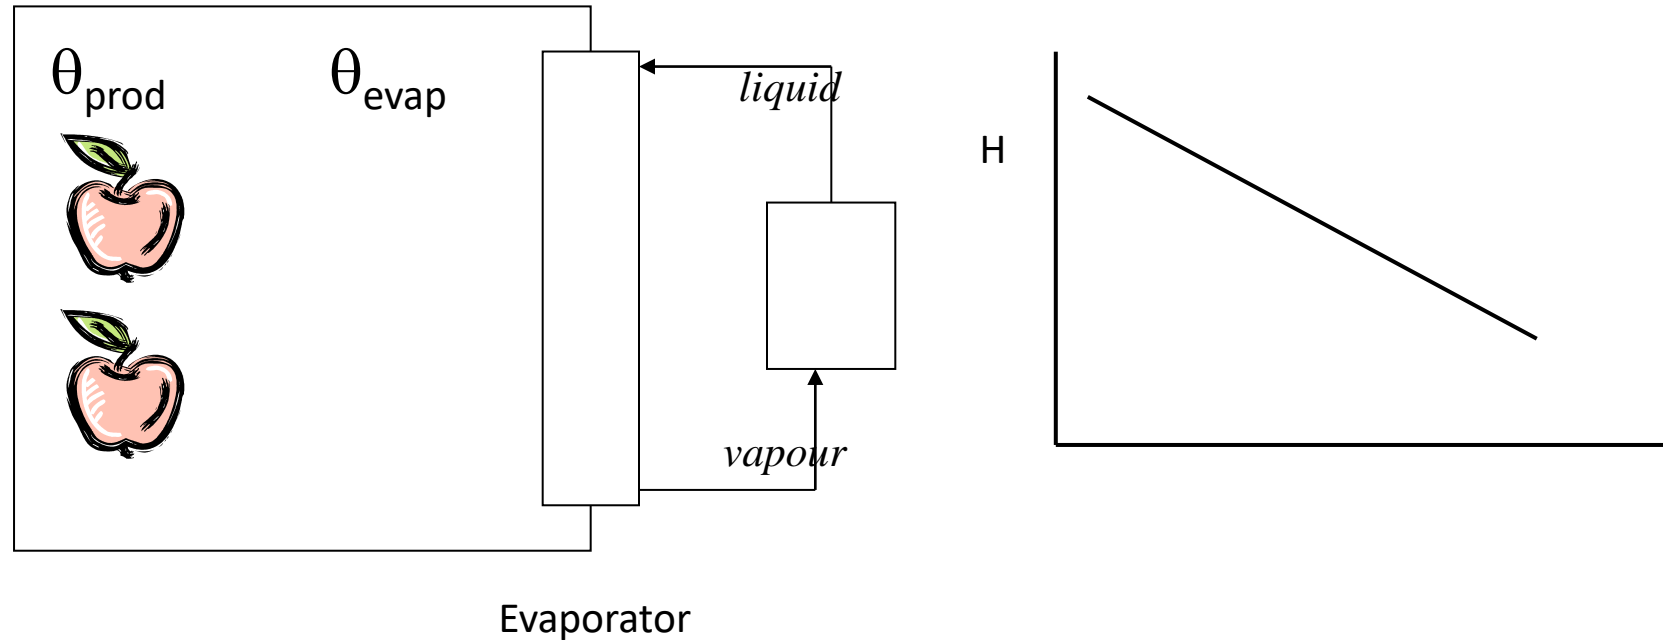 θprod
θevap
liquid
H
vapour
Evaporator